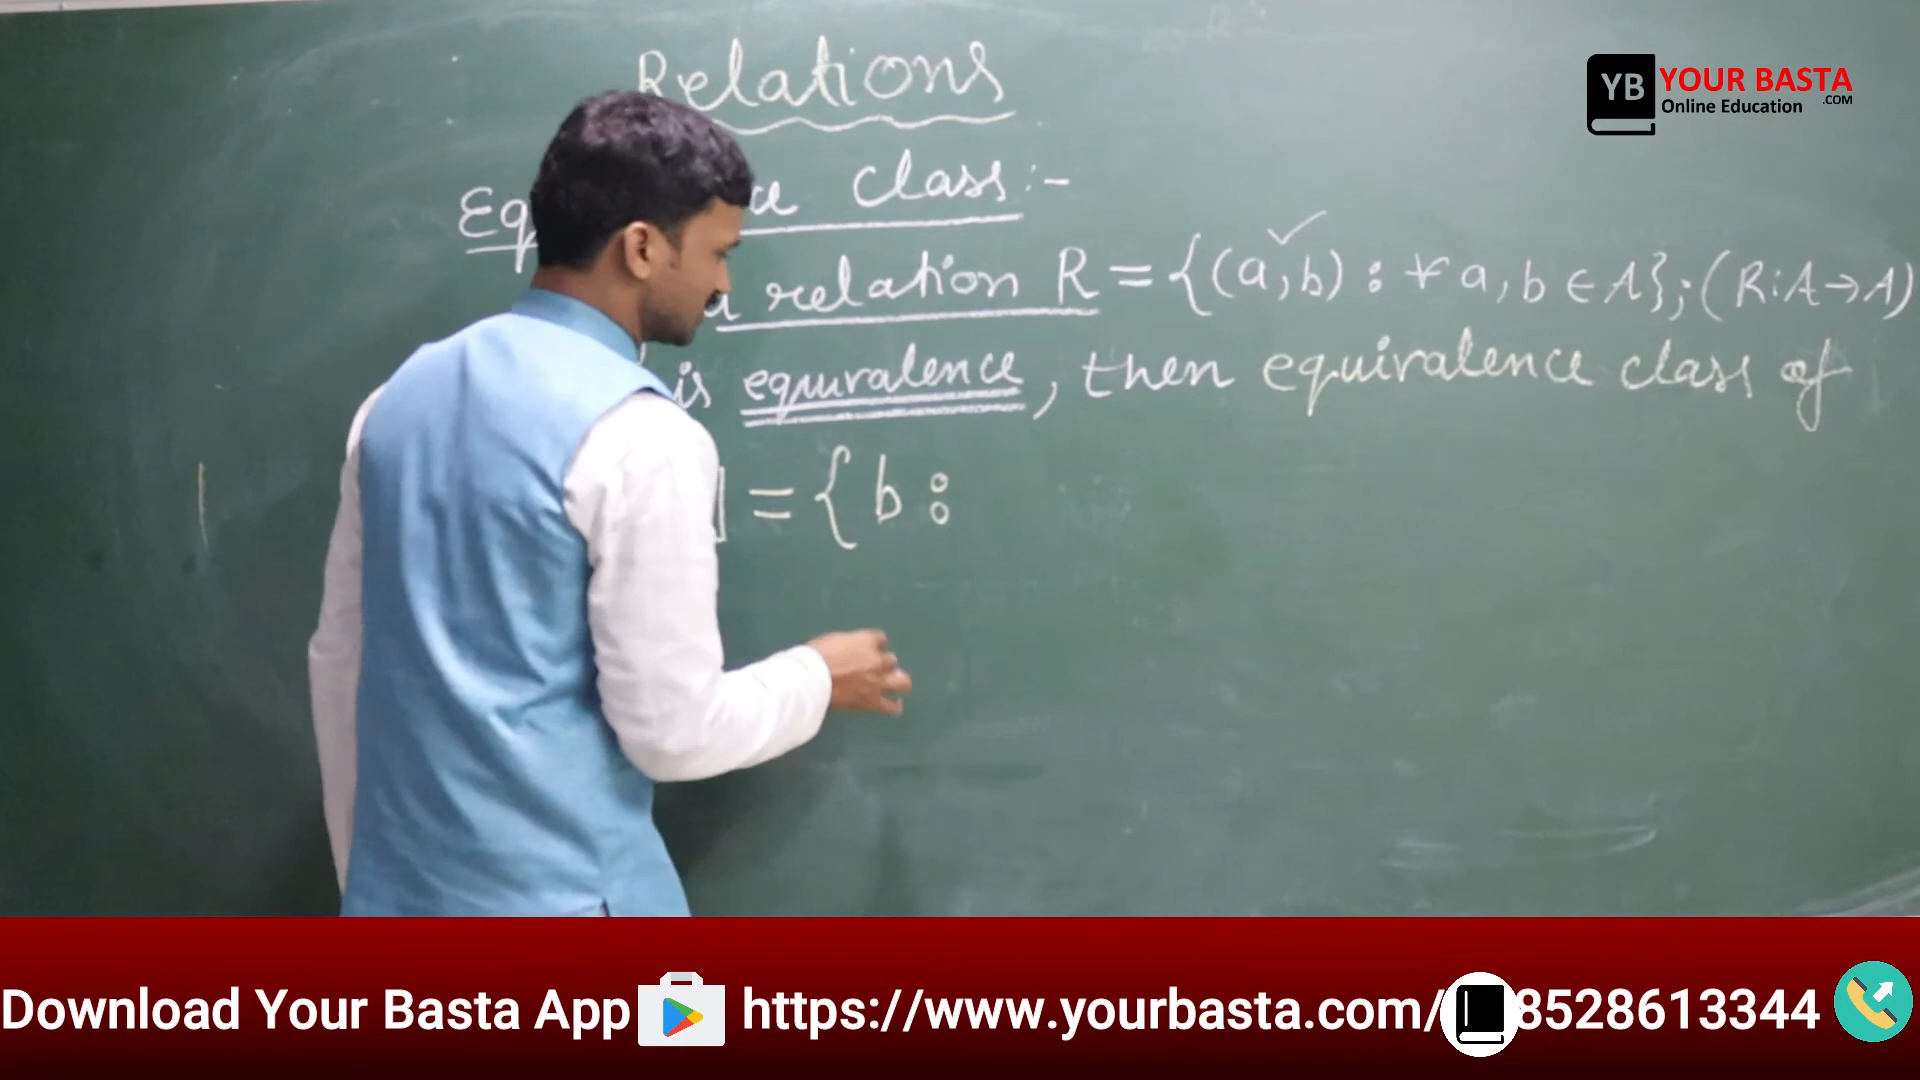 Relations
class :-
a relation R = {(a,b) : ∀ a, b ∈ A}; (R:A→A)
is equivalence, then equivalence class of
] = { b :
YB YOUR BASTA
.COM
Online Education
Download Your Basta App https://www.yourbasta.com/ 8528613344